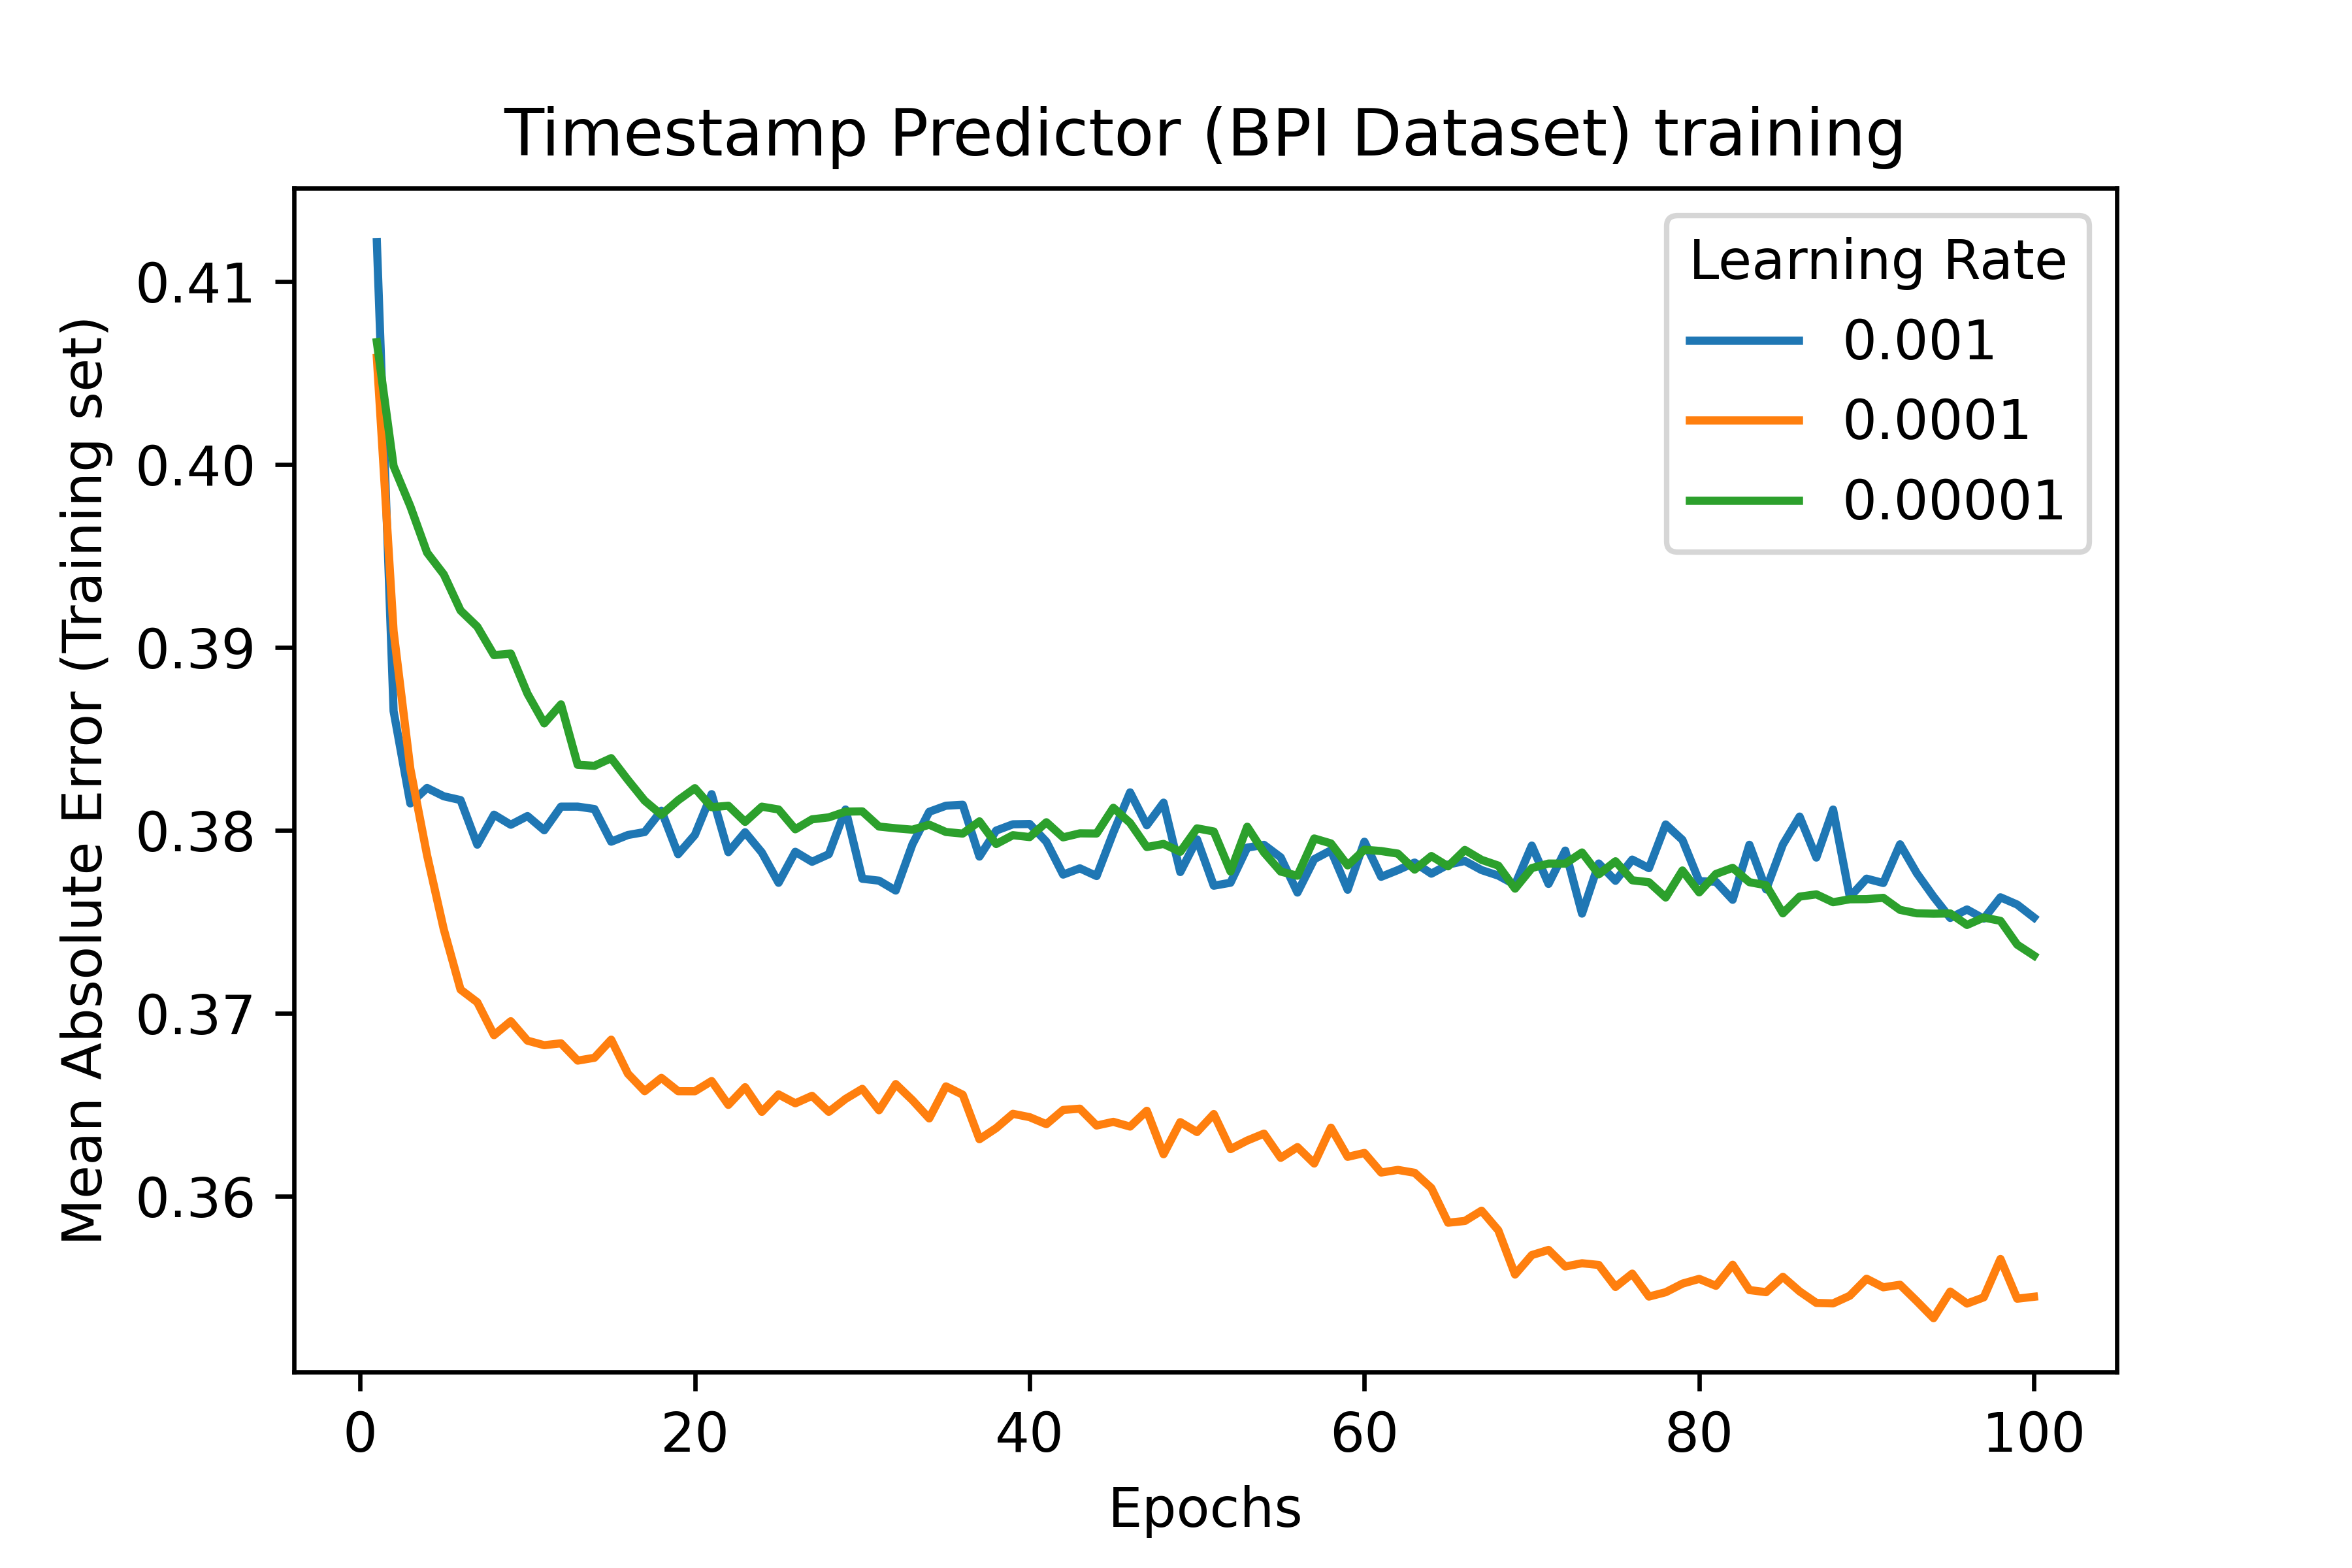 Timestamp Predictor (BPI Dataset) training
Mean Absolute Error (Training set)
0.41
0.40
0.39
0.38
0.37
0.36
Learning Rate
0.001
0.0001
0.00001
0 20 40 60 80 100
Epochs